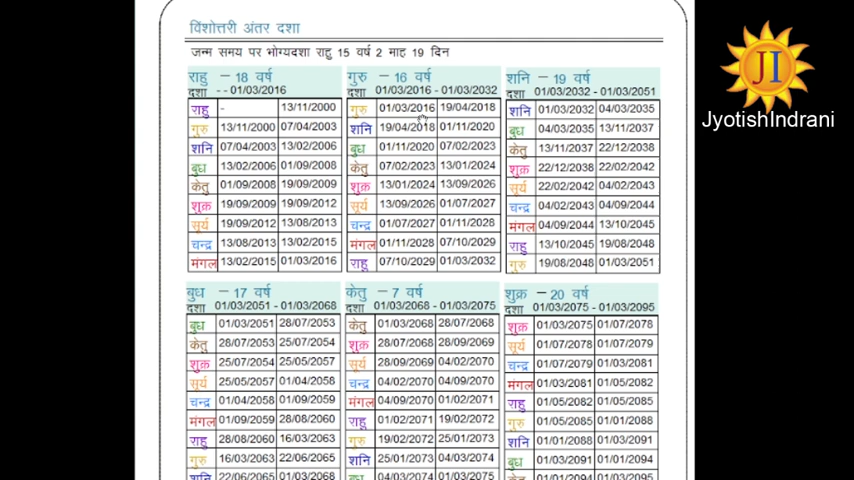 विंशोत्तरी अंतर दशा
जन्म समय पर भोग्यदशा राहु 15 वर्ष 2 माह 19 दिन
राहु - 18 वर्ष
दशा - - 01/03/2016
राहु - 13/11/2000
गुरु 13/11/2000 07/04/2003
शनि 07/04/2003 13/02/2006
बुध 13/02/2006 01/09/2008
केतु 01/09/2008 19/09/2009
शुक्र 19/09/2009 19/09/2012
सूर्य 19/09/2012 13/08/2013
चन्द्र 13/08/2013 13/02/2015
मंगल 13/02/2015 01/03/2016
गुरु - 16 वर्ष
दशा 01/03/2016 - 01/03/2032
गुरु 01/03/2016 19/04/2018
शनि 19/04/2018 01/11/2020
बुध 01/11/2020 07/02/2023
केतु 07/02/2023 13/01/2024
शुक्र 13/01/2024 13/09/2026
सूर्य 13/09/2026 01/07/2027
चन्द्र 01/07/2027 01/11/2028
मंगल 01/11/2028 07/10/2029
राहु 07/10/2029 01/03/2032
शनि - 19 वर्ष
दशा 01/03/2032 - 01/03/2051
शनि 01/03/2032 04/03/2035
बुध 04/03/2035 13/11/2037
केतु 13/11/2037 22/12/2038
शुक्र 22/12/2038 22/02/2042
सूर्य 22/02/2042 04/02/2043
चन्द्र 04/02/2043 04/09/2044
मंगल 04/09/2044 13/10/2045
राहु 13/10/2045 19/08/2048
गुरु 19/08/2048 01/03/2051
बुध - 17 वर्ष
दशा 01/03/2051 - 01/03/2068
बुध 01/03/2051 28/07/2053
केतु 28/07/2053 25/07/2054
शुक्र 25/07/2054 25/05/2057
सूर्य 25/05/2057 01/04/2058
चन्द्र 01/04/2058 01/09/2059
मंगल 01/09/2059 28/08/2060
राहु 28/08/2060 16/03/2063
गुरु 16/03/2063 22/06/2065
शनि 22/06/2065 01/03/2068
केतु - 7 वर्ष
दशा 01/03/2068 - 01/03/2075
केतु 01/03/2068 28/07/2068
शुक्र 28/07/2068 28/09/2069
सूर्य 28/09/2069 04/02/2070
चन्द्र 04/02/2070 04/09/2070
मंगल 04/09/2070 01/02/2071
राहु 01/02/2071 19/02/2072
गुरु 19/02/2072 25/01/2073
शनि 25/01/2073 04/03/2074
बुध 04/03/2074 01/03/2075
शुक्र - 20 वर्ष
दशा 01/03/2075 - 01/03/2095
शुक्र 01/03/2075 01/07/2078
सूर्य 01/07/2078 01/07/2079
चन्द्र 01/07/2079 01/03/2081
मंगल 01/03/2081 01/05/2082
राहु 01/05/2082 01/05/2085
गुरु 01/05/2085 01/01/2088
शनि 01/01/2088 01/03/2091
बुध 01/03/2091 01/01/2094
केतु 01/01/2094 01/03/2095
JI
JyotishIndrani